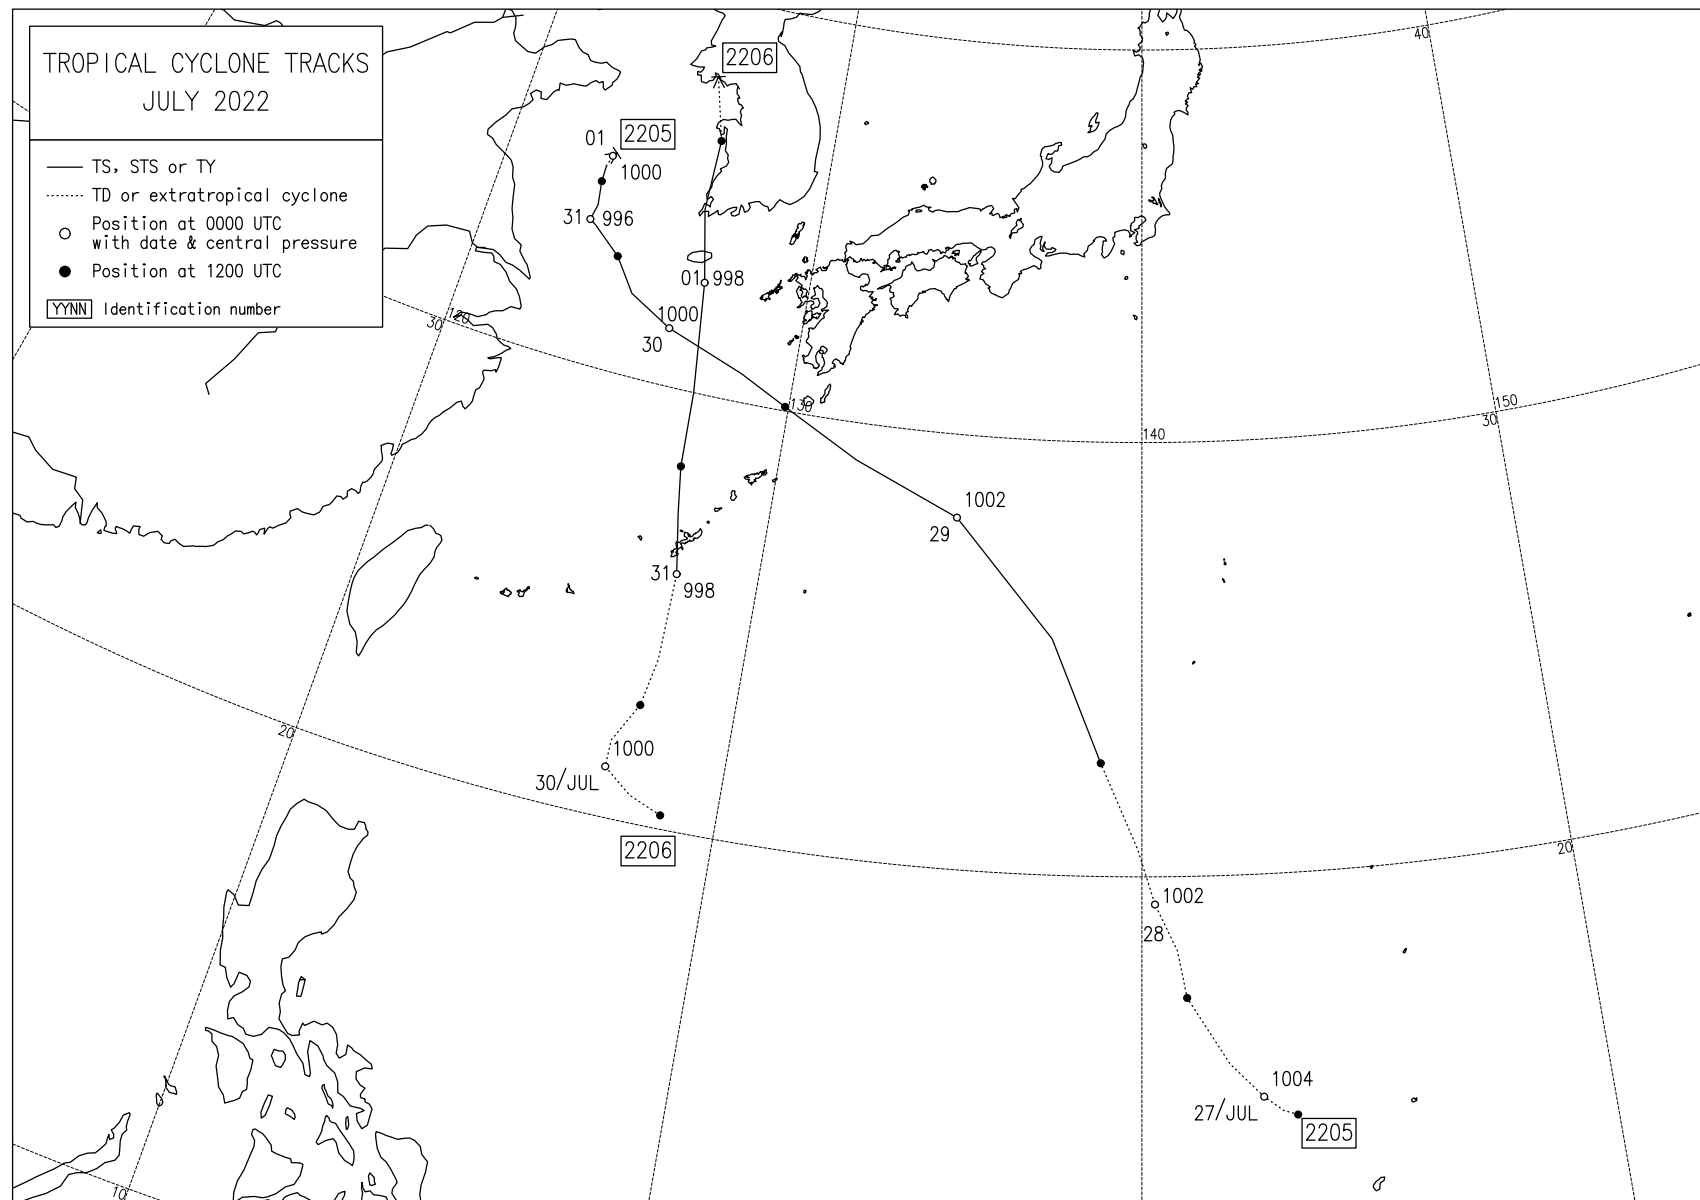 TROPICAL CYCLONE TRACKS
JULY 2022
TS, STS or TY
TD or extratropical cyclone
Position at 0000 UTC
with date & central pressure
Position at 1200 UTC
YYNN Identification number
2206
40
01 2205
1000
31 996
01 998
1000
30
30 120
130
150
30
140
1002
29
31
998
20
1000
30/JUL
2206
20
1002
28
1004
27/JUL
2205
10